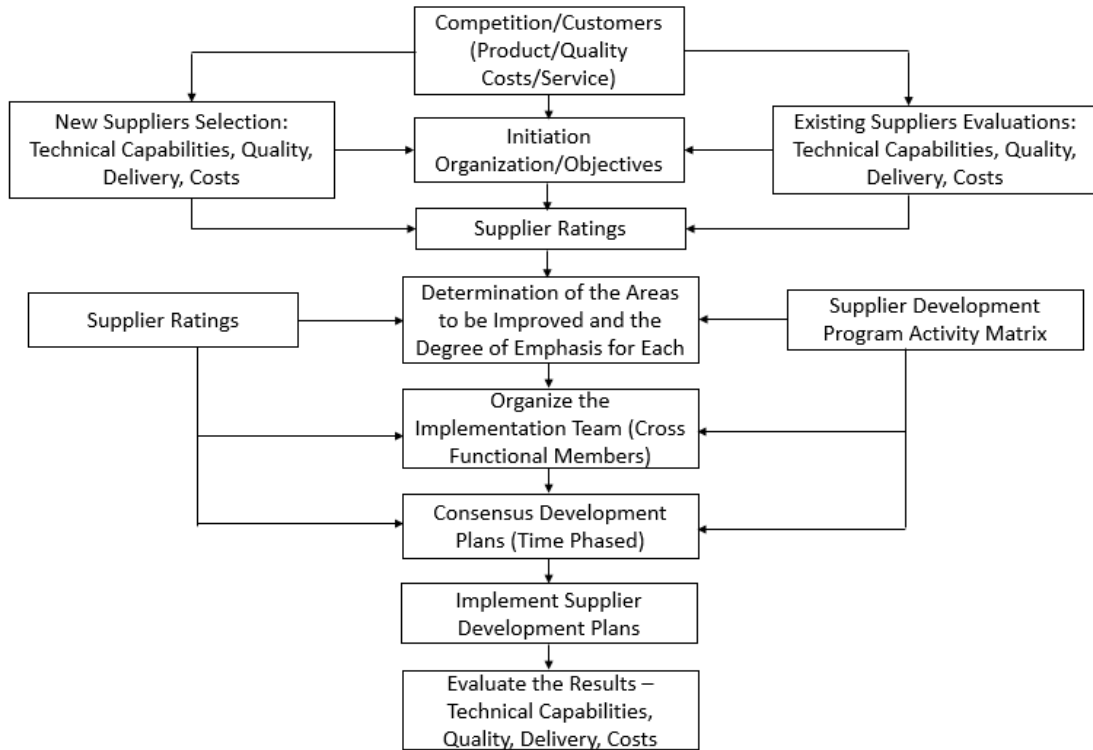 Competition/Customers
(Product/Quality
Costs/Service)
New Suppliers Selection:
Technical Capabilities, Quality,
Delivery, Costs
Initiation
Organization/Objectives
Existing Suppliers Evaluations:
Technical Capabilities, Quality,
Delivery, Costs
Supplier Ratings
Supplier Ratings
Determination of the Areas
to be Improved and the
Degree of Emphasis for Each
Supplier Development
Program Activity Matrix
Organize the
Implementation Team (Cross
Functional Members)
Consensus Development
Plans (Time Phased)
Implement Supplier
Development Plans
Evaluate the Results –
Technical Capabilities,
Quality, Delivery, Costs